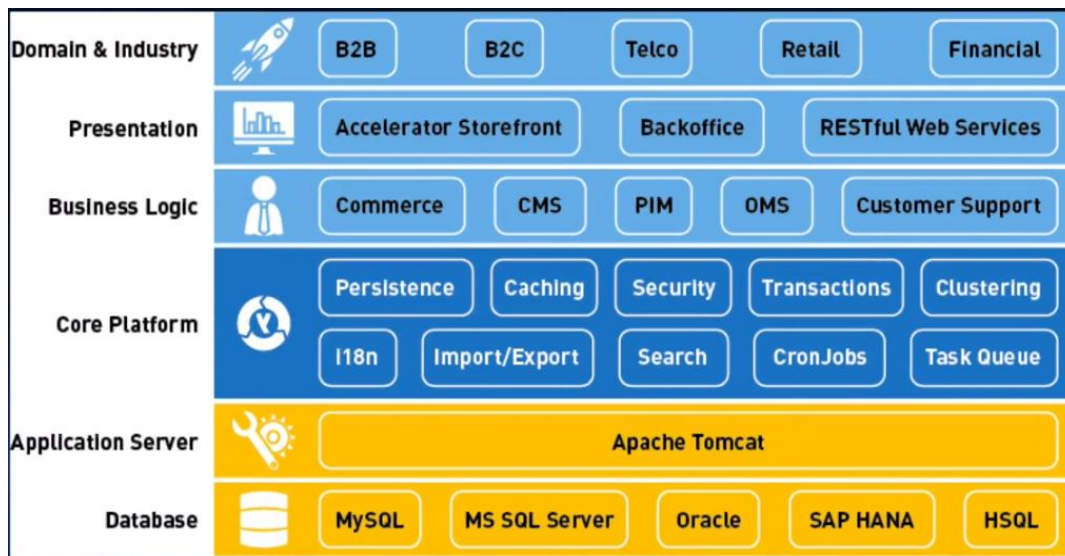 Domain & Industry B2B B2C Telco Retail Financial
Presentation Accelerator Storefront Backoffice RESTful Web Services
Business Logic Commerce CMS PIM OMS Customer Support
Persistence Caching Security Transactions Clustering
Core Platform
i18n Import/Export Search CronJobs Task Queue
Application Server Apache Tomcat
Database MySQL MS SQL Server Oracle SAP HANA HSQL